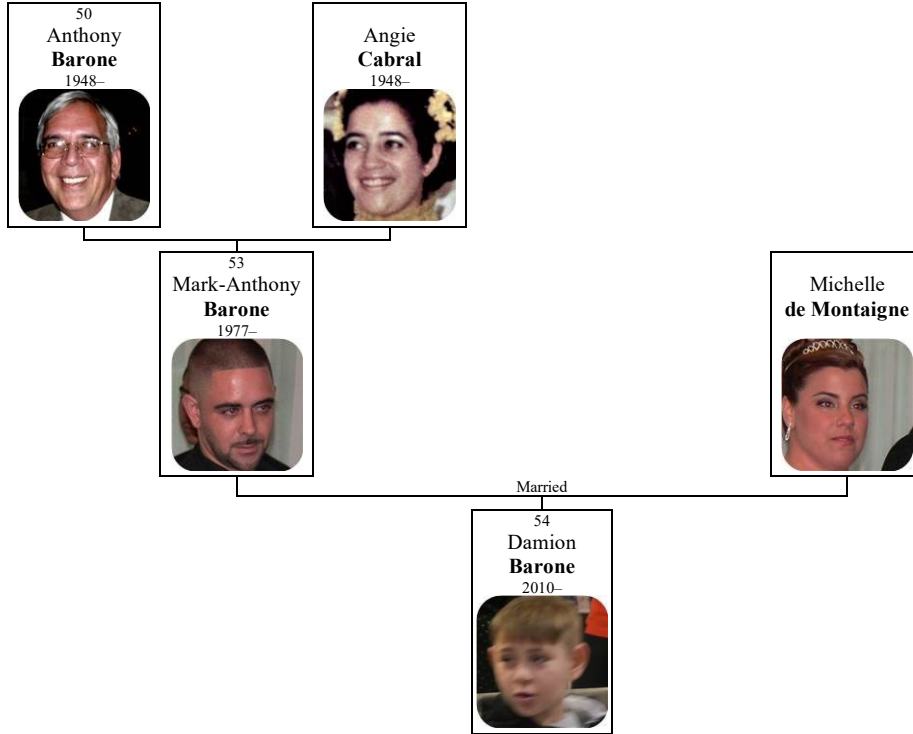 50
Anthony
Barone
1948–
Angie
Cabral
1948–
53
Mark-Anthony
Barone
1977–
Michelle
de Montaigne
Married
54
Damion
Barone
2010–